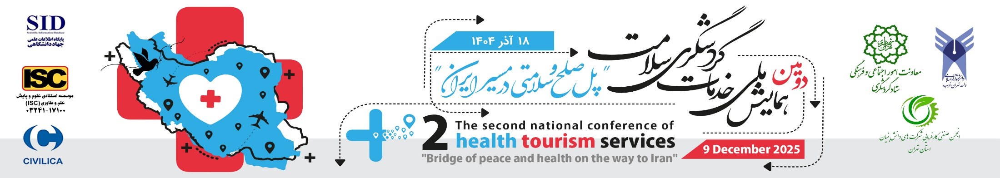 SID
Scientific Information Database
پایگاه اطلاعات علمی
جهاد دانشگاهی
ISC
موسسه استنادی علوم و پایش
علم و فناوری (ISC)
۰۳۲۴۱-۱۷۱۰۰
CIVILICA
۱۸ آذر ۱۴۰۴
دومین
همایش ملی خدمات گردشگری سلامت
"پل صلح و سلامتی در مسیر ایران"
2
The second national conference of
health tourism services
"Bridge of peace and health on the way to Iran"
9 December 2025
شهرداری تهران
معاونت امور اجتماعی و فرهنگی
ستاد گردشگری
دانشگاه آزاد اسلامی
واحد تهران غرب
انجمن صنفی کارفرمایی شرکت های دانش بنیان
استان تهران